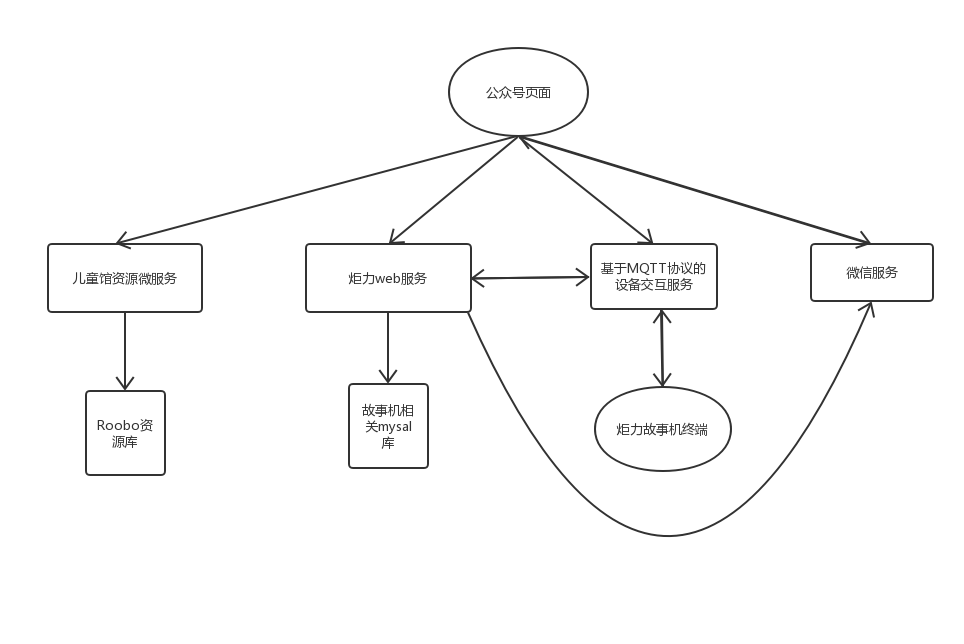 公众号页面
儿童馆资源微服务
炬力web服务
基于MQTT协议的
设备交互服务
微信服务
Roobo资
源库
故事机相
关mysal
库
炬力故事机终端